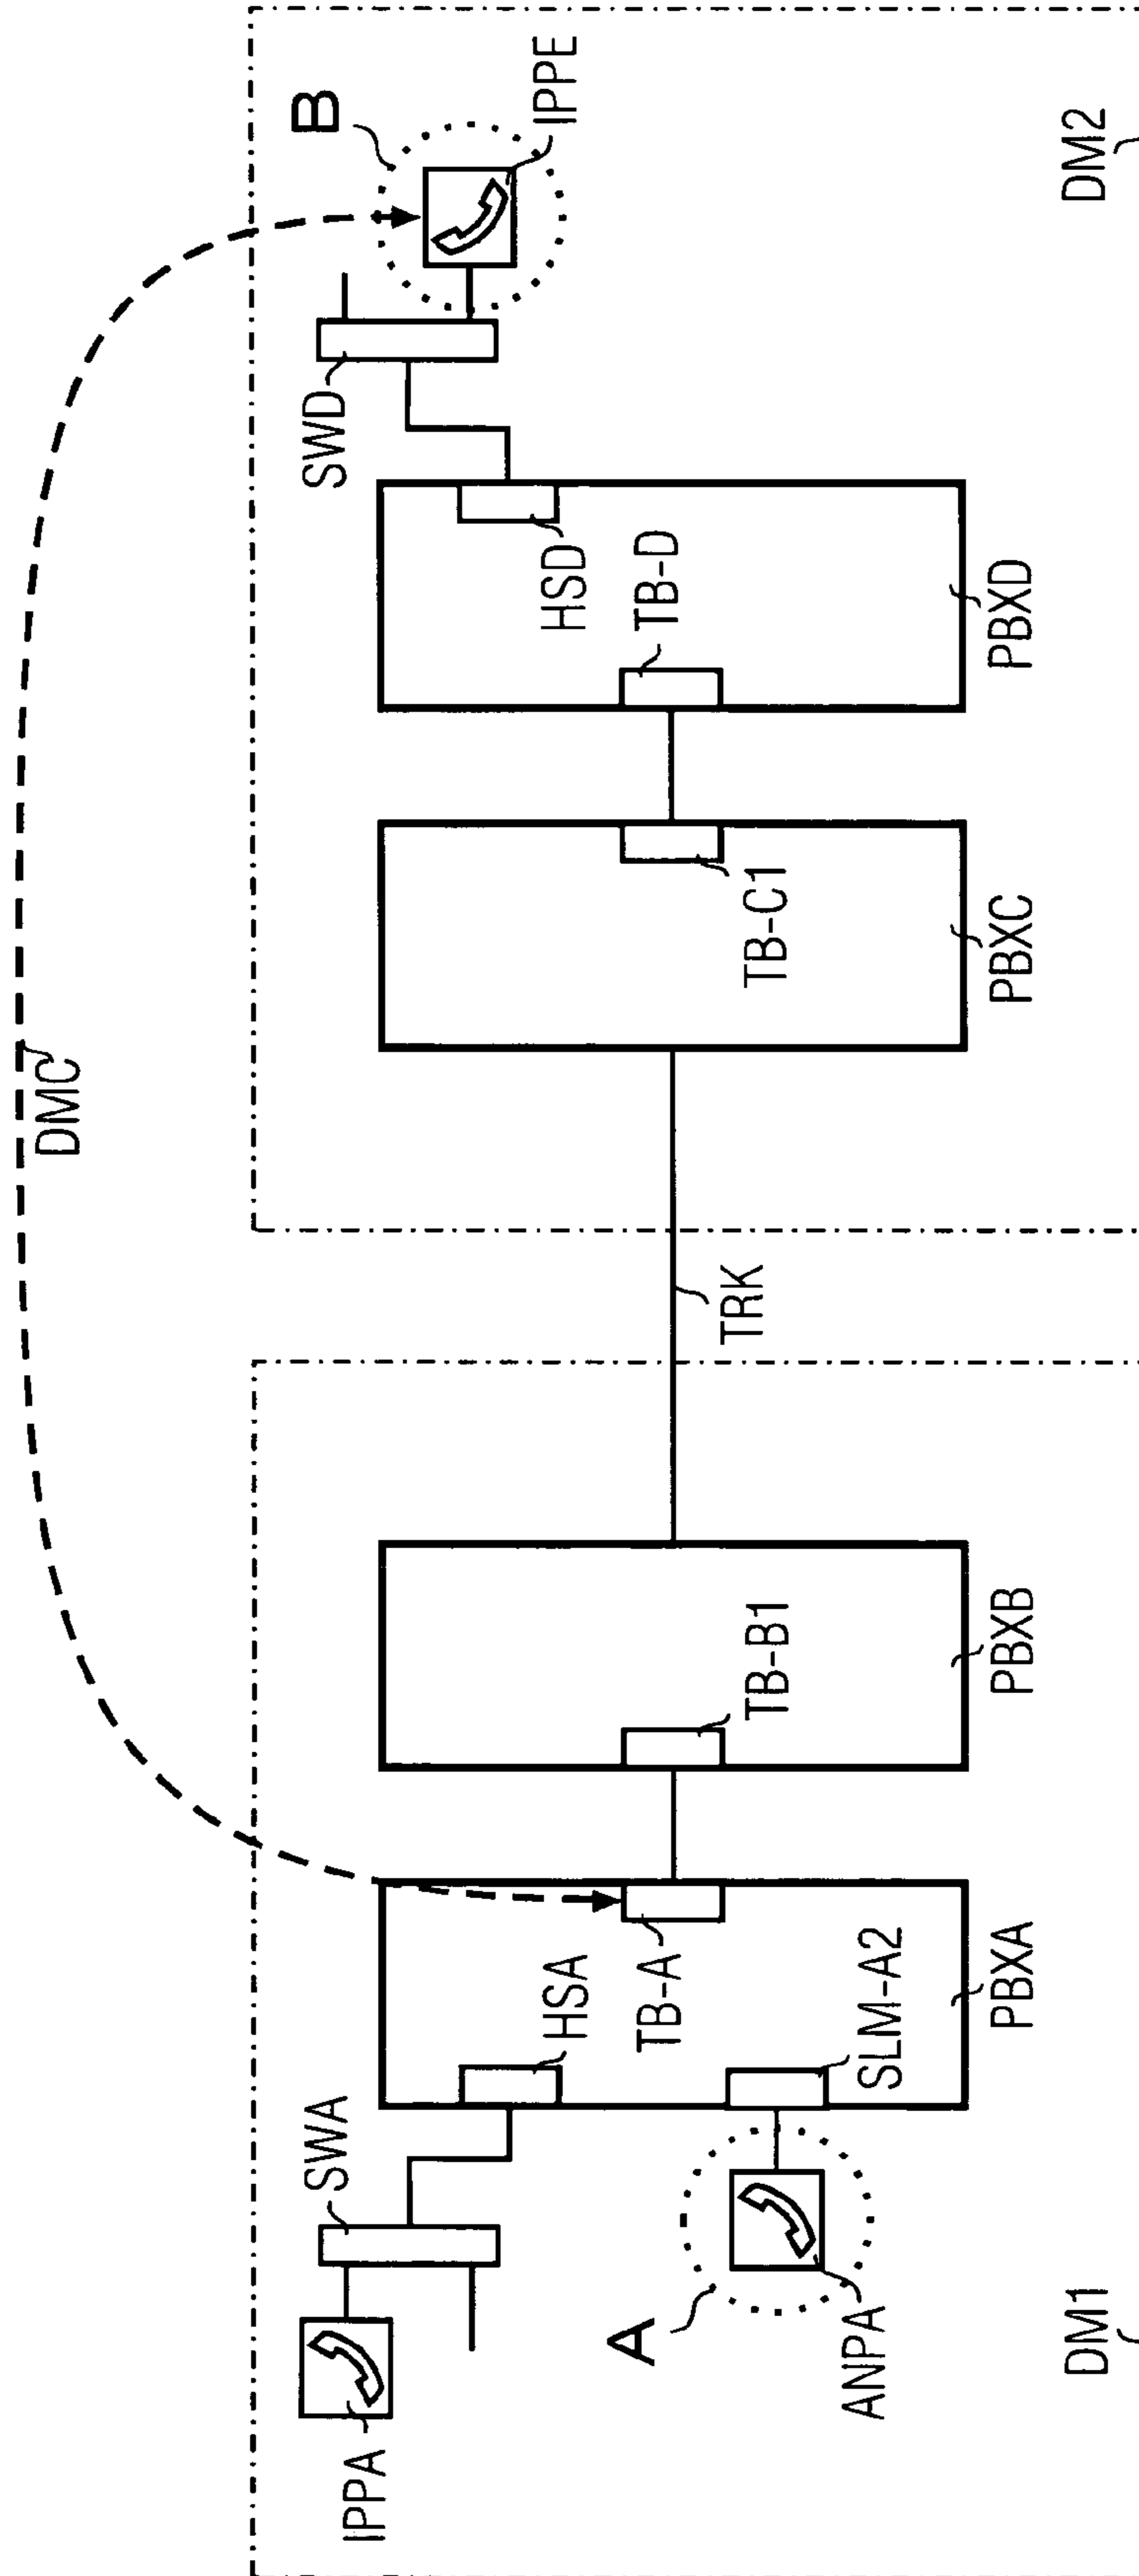 DMC
B
IPPE
SWD
HSD
TB-D
PBXD
TB-C1
PBXC
DM2
TRK
TB-B1
PBXB
IPPA
SWA
HSA
TB-A
SLM-A2
PBXA
A
ANPA
DM1